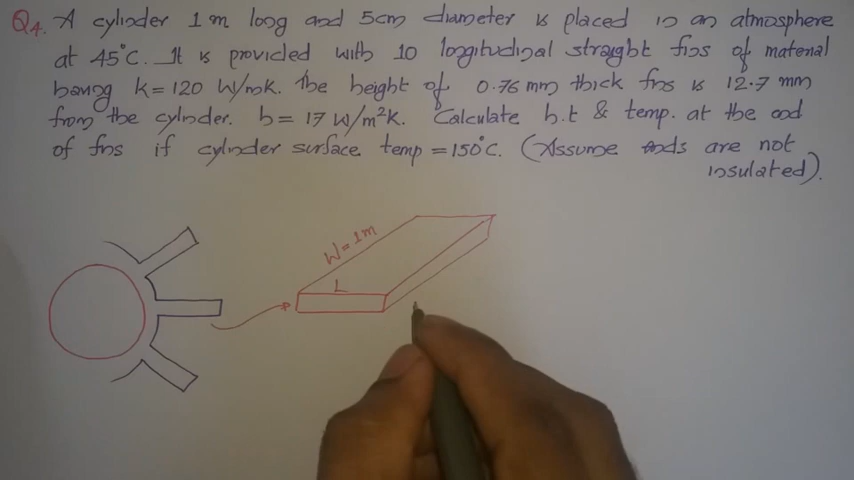 Q4. A cylinder 1m long and 5cm diameter is placed in an atmosphere
at 45°C. It is provided with 10 longitudinal straight fins of material
having k = 120 W/mK. The height of 0.76 mm thick fins is 12.7 mm
from the cylinder. h = 17 W/m²K. Calculate h.t & temp. at the end
of fins if cylinder surface temp = 150°C. (Assume ends are not
insulated).
W = 1m
L